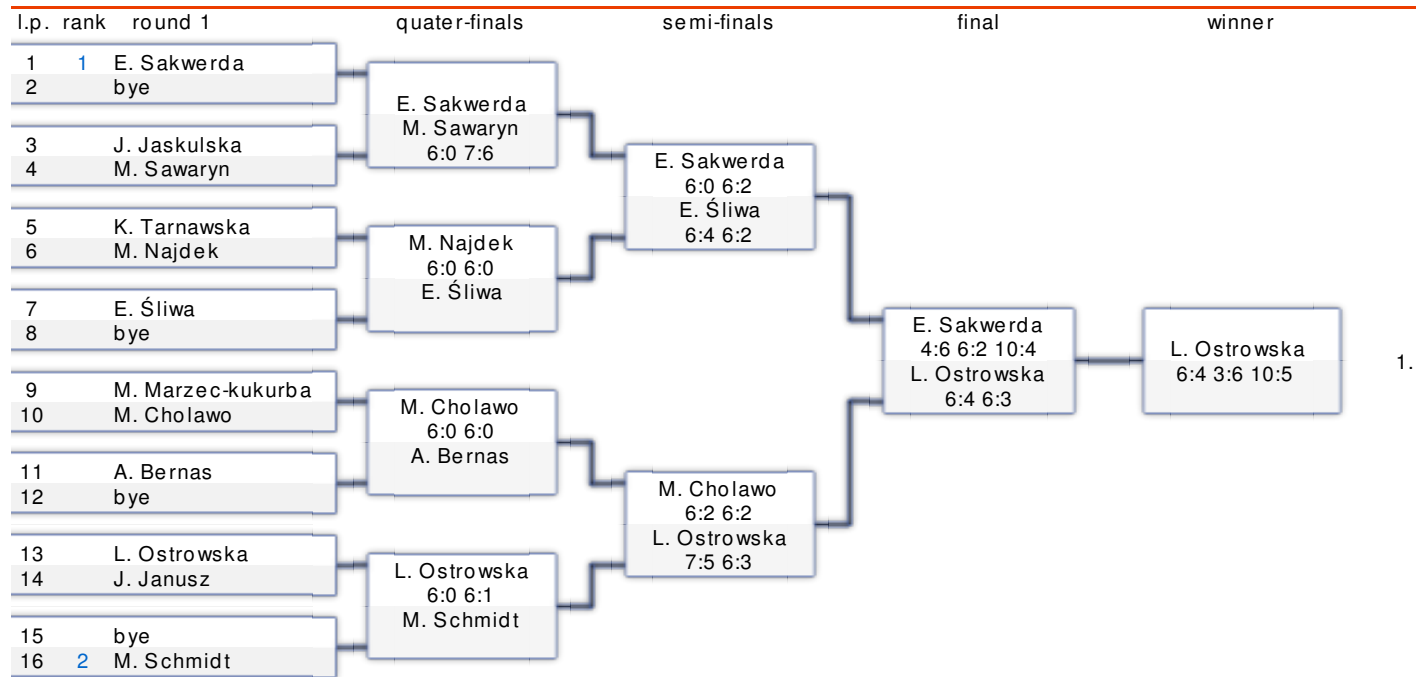 l.p. rank round 1 quater-finals semi-finals final winner
1 1 E. Sakwerda
2 bye
3 J. Jaskulska
4 M. Sawaryn
5 K. Tarnawska
6 M. Najdek
7 E. Śliwa
8 bye
9 M. Marzec-kukurba
10 M. Cholawo
11 A. Bernas
12 bye
13 L. Ostrowska
14 J. Janusz
15 bye
16 2 M. Schmidt
E. Sakwerda
M. Sawaryn
6:0 7:6
M. Najdek
6:0 6:0
E. Śliwa
M. Cholawo
6:0 6:0
A. Bernas
L. Ostrowska
6:0 6:1
M. Schmidt
E. Sakwerda
6:0 6:2
E. Śliwa
6:4 6:2
M. Cholawo
6:2 6:2
L. Ostrowska
7:5 6:3
E. Sakwerda
4:6 6:2 10:4
L. Ostrowska
6:4 6:3
L. Ostrowska
6:4 3:6 10:5
1.